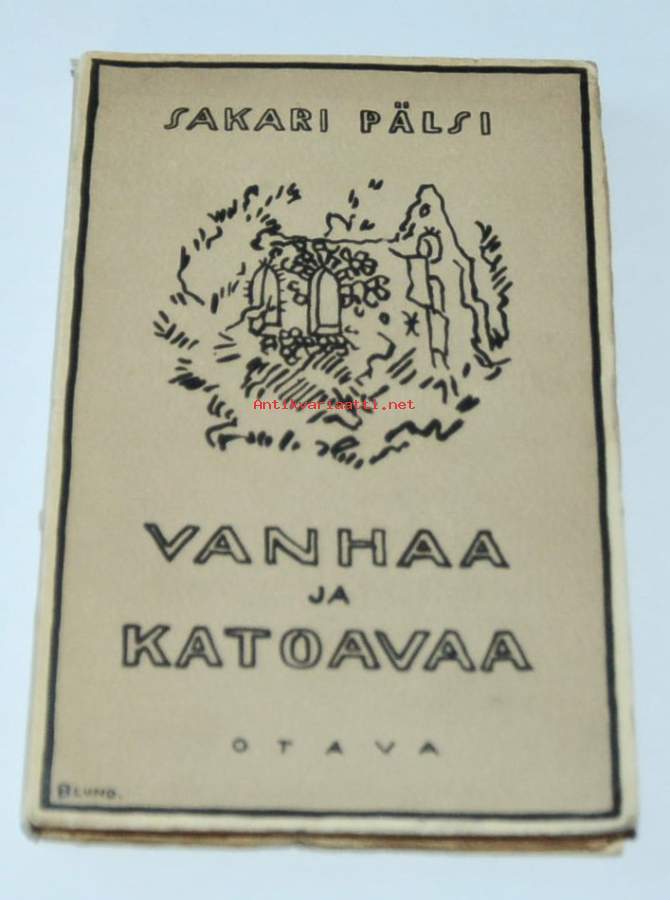 SAKARI PÄLSI
Antikvariaatti.net
VANHAA
JA
KATOAVAA
OTAVA
BLUND.